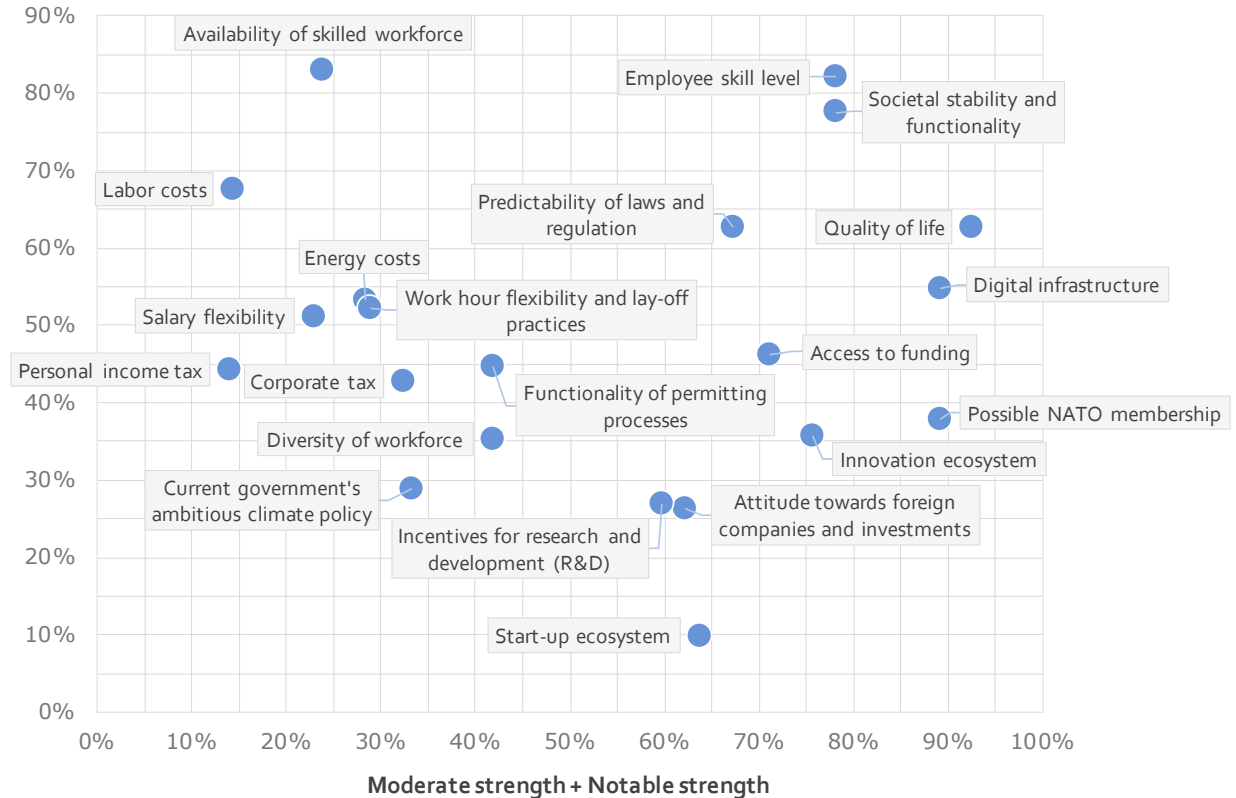 90%
Availability of skilled workforce
Employee skill level
80%
Societal stability and
functionality
70%
Labor costs
Predictability of laws and
regulation
Quality of life
60%
Energy costs
Digital infrastructure
Work hour flexibility and lay-off
practices
Salary flexibility
50%
Access to funding
Personal income tax
Corporate tax
Functionality of permitting
processes
40%
Possible NATO membership
Diversity of workforce
Innovation ecosystem
30%
Current government's
ambitious climate policy
Attitude towards foreign
companies and investments
Incentives for research and
development (R&D)
20%
Start-up ecosystem
10%
0%
0% 10% 20% 30% 40% 50% 60% 70% 80% 90% 100%
Moderate strength + Notable strength